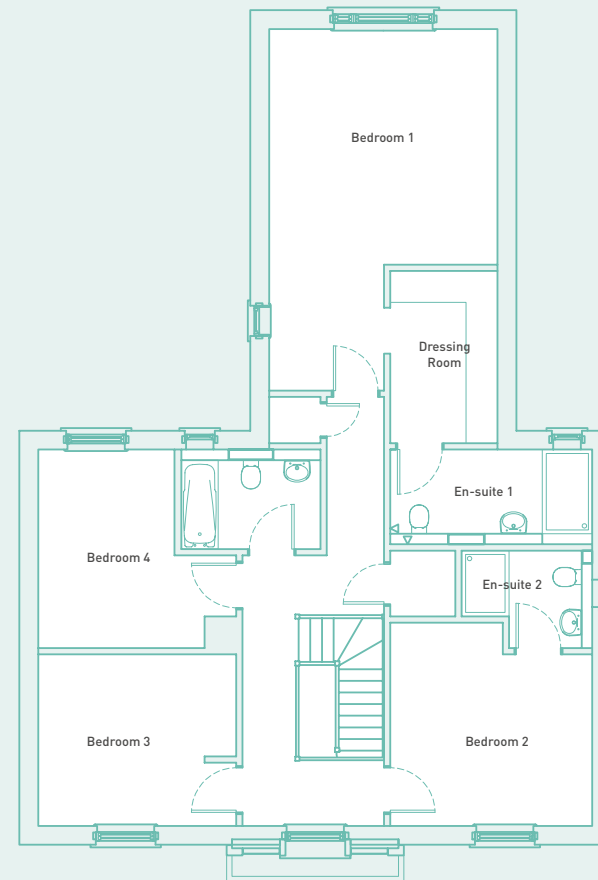 Bedroom 1
Dressing
Room
En-suite 1
Bedroom 4
En-suite 2
Bedroom 3
Bedroom 2